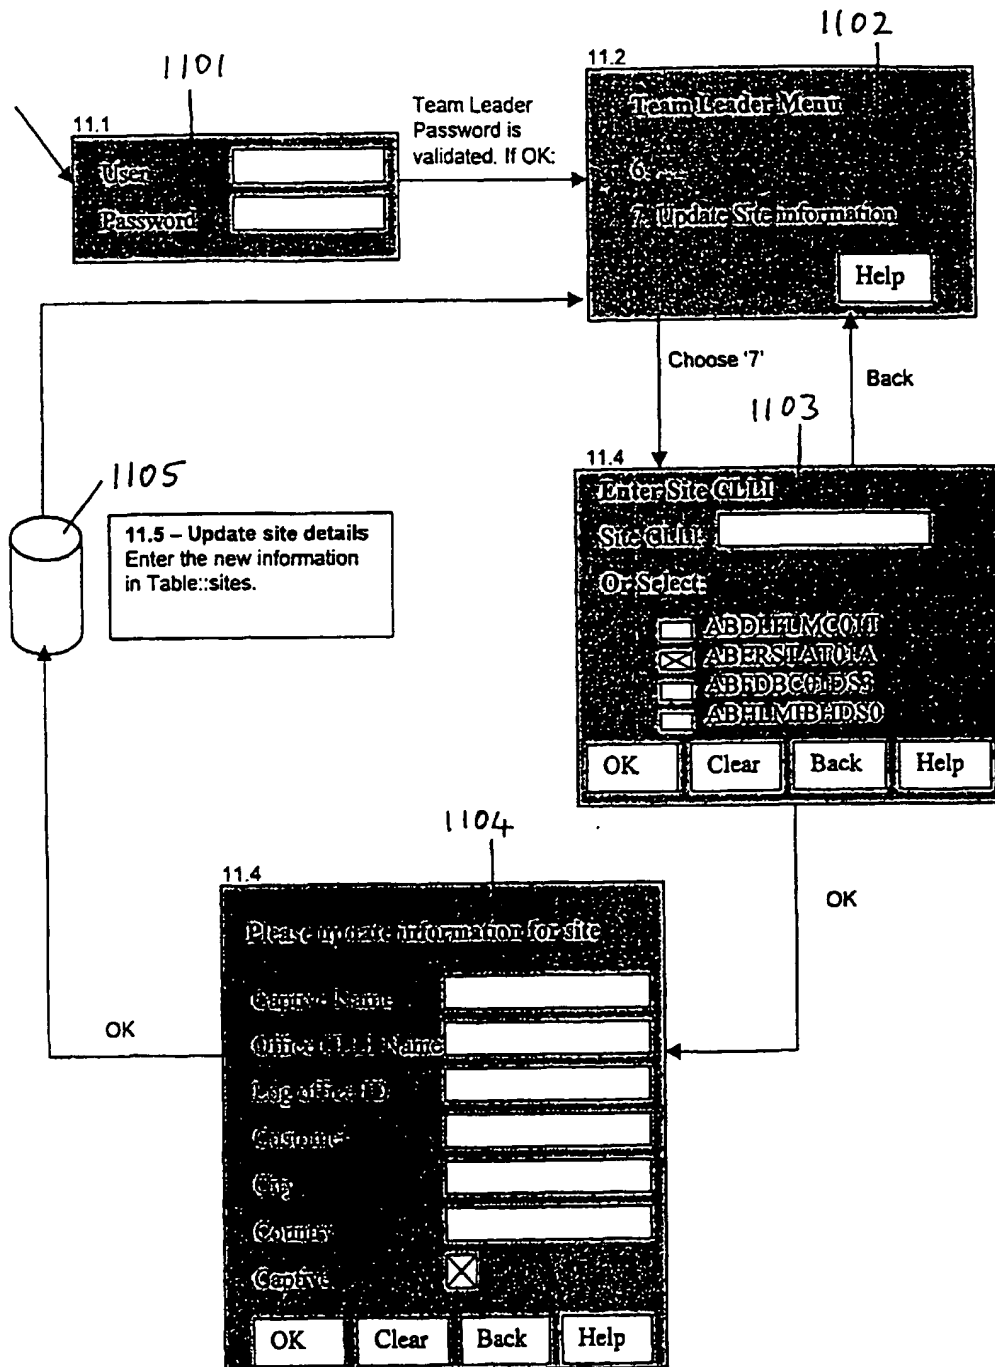 1101
11.1
User
Password
Team Leader
Password is
validated. If OK:
1102
11.2
Team Leader Menu
6. ---
7. Update Site information
Help
Choose '7'
Back
1103
11.4
Enter Site CLLI
Site CLLI:
Or Select:
ABERSTAT01A
OK
Clear
Back
Help
1105
11.5 – Update site details
Enter the new information
in Table::sites.
OK
1104
11.4
Please update information for site
Captive Name
Office CLLI Name
Log office ID
Customer
City
Country
Captive
OK
Clear
Back
Help
OK